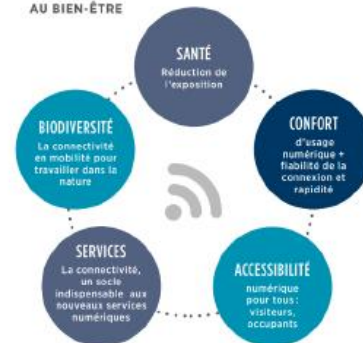 AU BIEN-ÊTRE
SANTÉ
Réduction de
l'exposition
BIODIVERSITÉ
La connectivité
en mobilité pour
travailler dans la
nature
CONFORT
d'usage
numérique +
fiabilité de la
connexion et
rapidité
SERVICES
La connectivité,
un socle
indispensable aux
nouveaux services
numériques
ACCESSIBILITÉ
numérique
pour tous :
visiteurs,
occupants